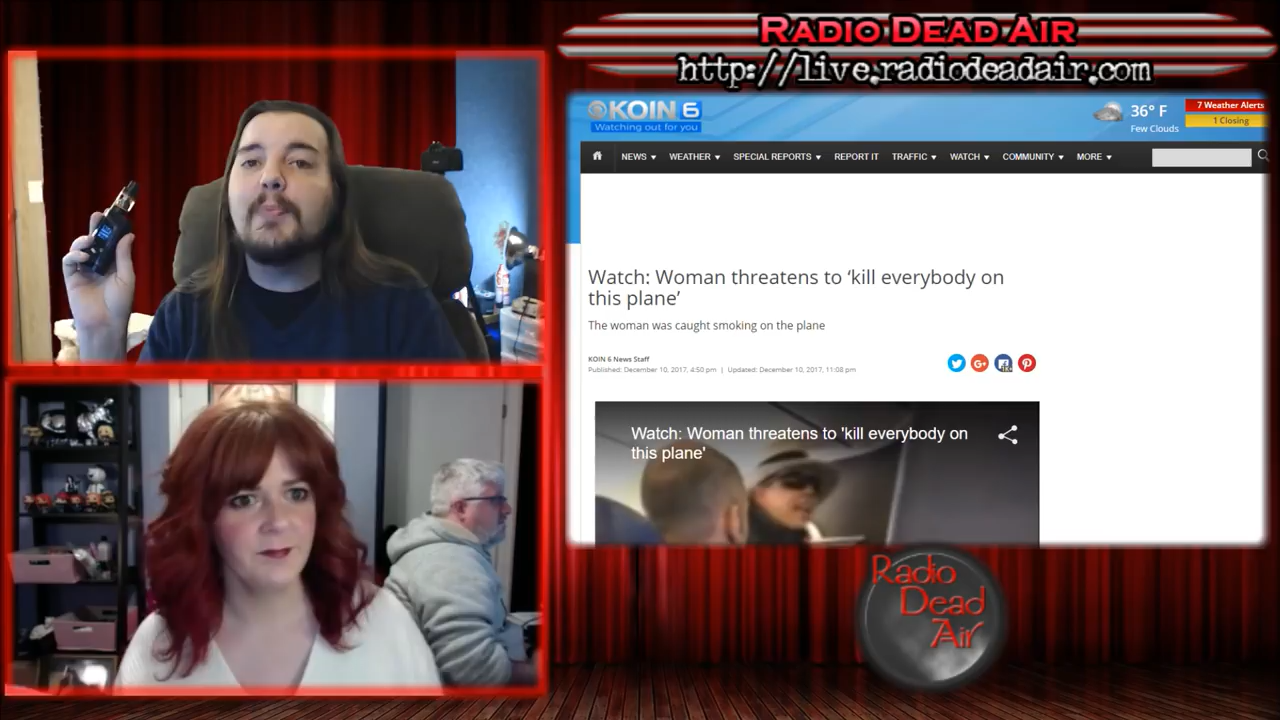 RADIO DEAD AIR
http://live.radiodeadair.com
KOIN 6
Watching out for you
36° F
Few Clouds
7 Weather Alerts
1 Closing
NEWS
WEATHER
SPECIAL REPORTS
REPORT IT
TRAFFIC
WATCH
COMMUNITY
MORE
Watch: Woman threatens to ‘kill everybody on
this plane’
The woman was caught smoking on the plane
KOIN 6 News Staff
Published: December 10, 2017, 4:50 pm | Updated: December 10, 2017, 11:08 pm
Watch: Woman threatens to 'kill everybody on
this plane'
Radio
Dead
Air